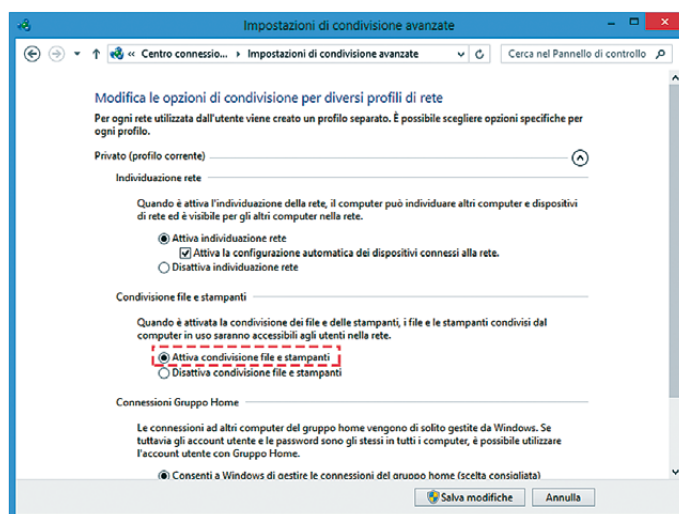 Impostazioni di condivisione avanzate
« Centro connessio... Impostazioni di condivisione avanzate
Cerca nel Pannello di controllo
Modifica le opzioni di condivisione per diversi profili di rete
Per ogni rete utilizzata dall'utente viene creato un profilo separato. È possibile scegliere opzioni specifiche per
ogni profilo.
Privato (profilo corrente)
Individuazione rete
Quando è attiva l'individuazione della rete, il computer può individuare altri computer e dispositivi
di rete ed è visibile per gli altri computer nella rete.
Attiva individuazione rete
Attiva la configurazione automatica dei dispositivi connessi alla rete.
Disattiva individuazione rete
Condivisione file e stampanti
Quando è attivata la condivisione dei file e delle stampanti, i file e le stampanti condivisi dal
computer in uso saranno accessibili agli utenti nella rete.
Attiva condivisione file e stampanti
Disattiva condivisione file e stampanti
Connessioni Gruppo Home
Le connessioni ad altri computer del gruppo home vengono di solito gestite da Windows. Se
tuttavia gli account utente e le password sono gli stessi in tutti i computer, è possibile utilizzare
l'account utente con Gruppo Home.
Consenti a Windows di gestire le connessioni del gruppo home (scelta consigliata)
Salva modifiche
Annulla